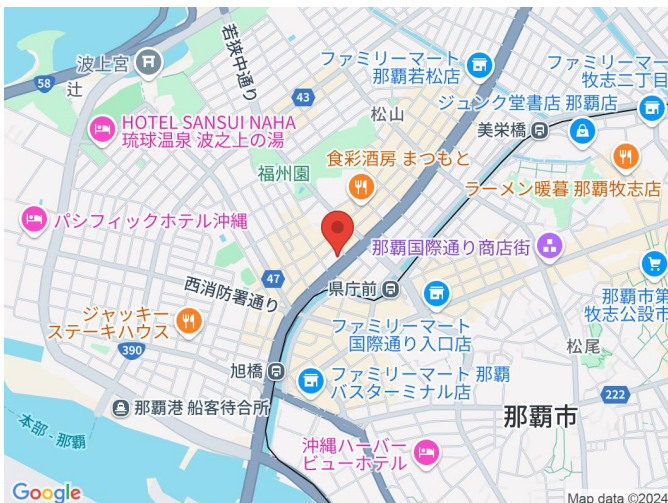 58
波上宮
辻
若狭中通り
ファミリーマート
那覇若松店
ファミリーマー
牧志二丁目
43
松山
ジュンク堂書店 那覇店
美栄橋
HOTEL SANSUI NAHA
琉球温泉 波之上の湯
食彩酒房 まつもと
福州園
ラーメン暖暮 那覇牧志店
パシフィックホテル沖縄
那覇国際通り商店街
47
西消防署通り
県庁前
那覇市第
牧志公設市
ジャッキー
ステーキハウス
ファミリーマート
国際通り入口店
松尾
390
旭橋
ファミリーマート 那覇
バスターミナル店
222
那覇港 船客待合所
那覇市
本部 - 那覇
沖縄ハーバー
ビューホテル
Google
Map data ©2024